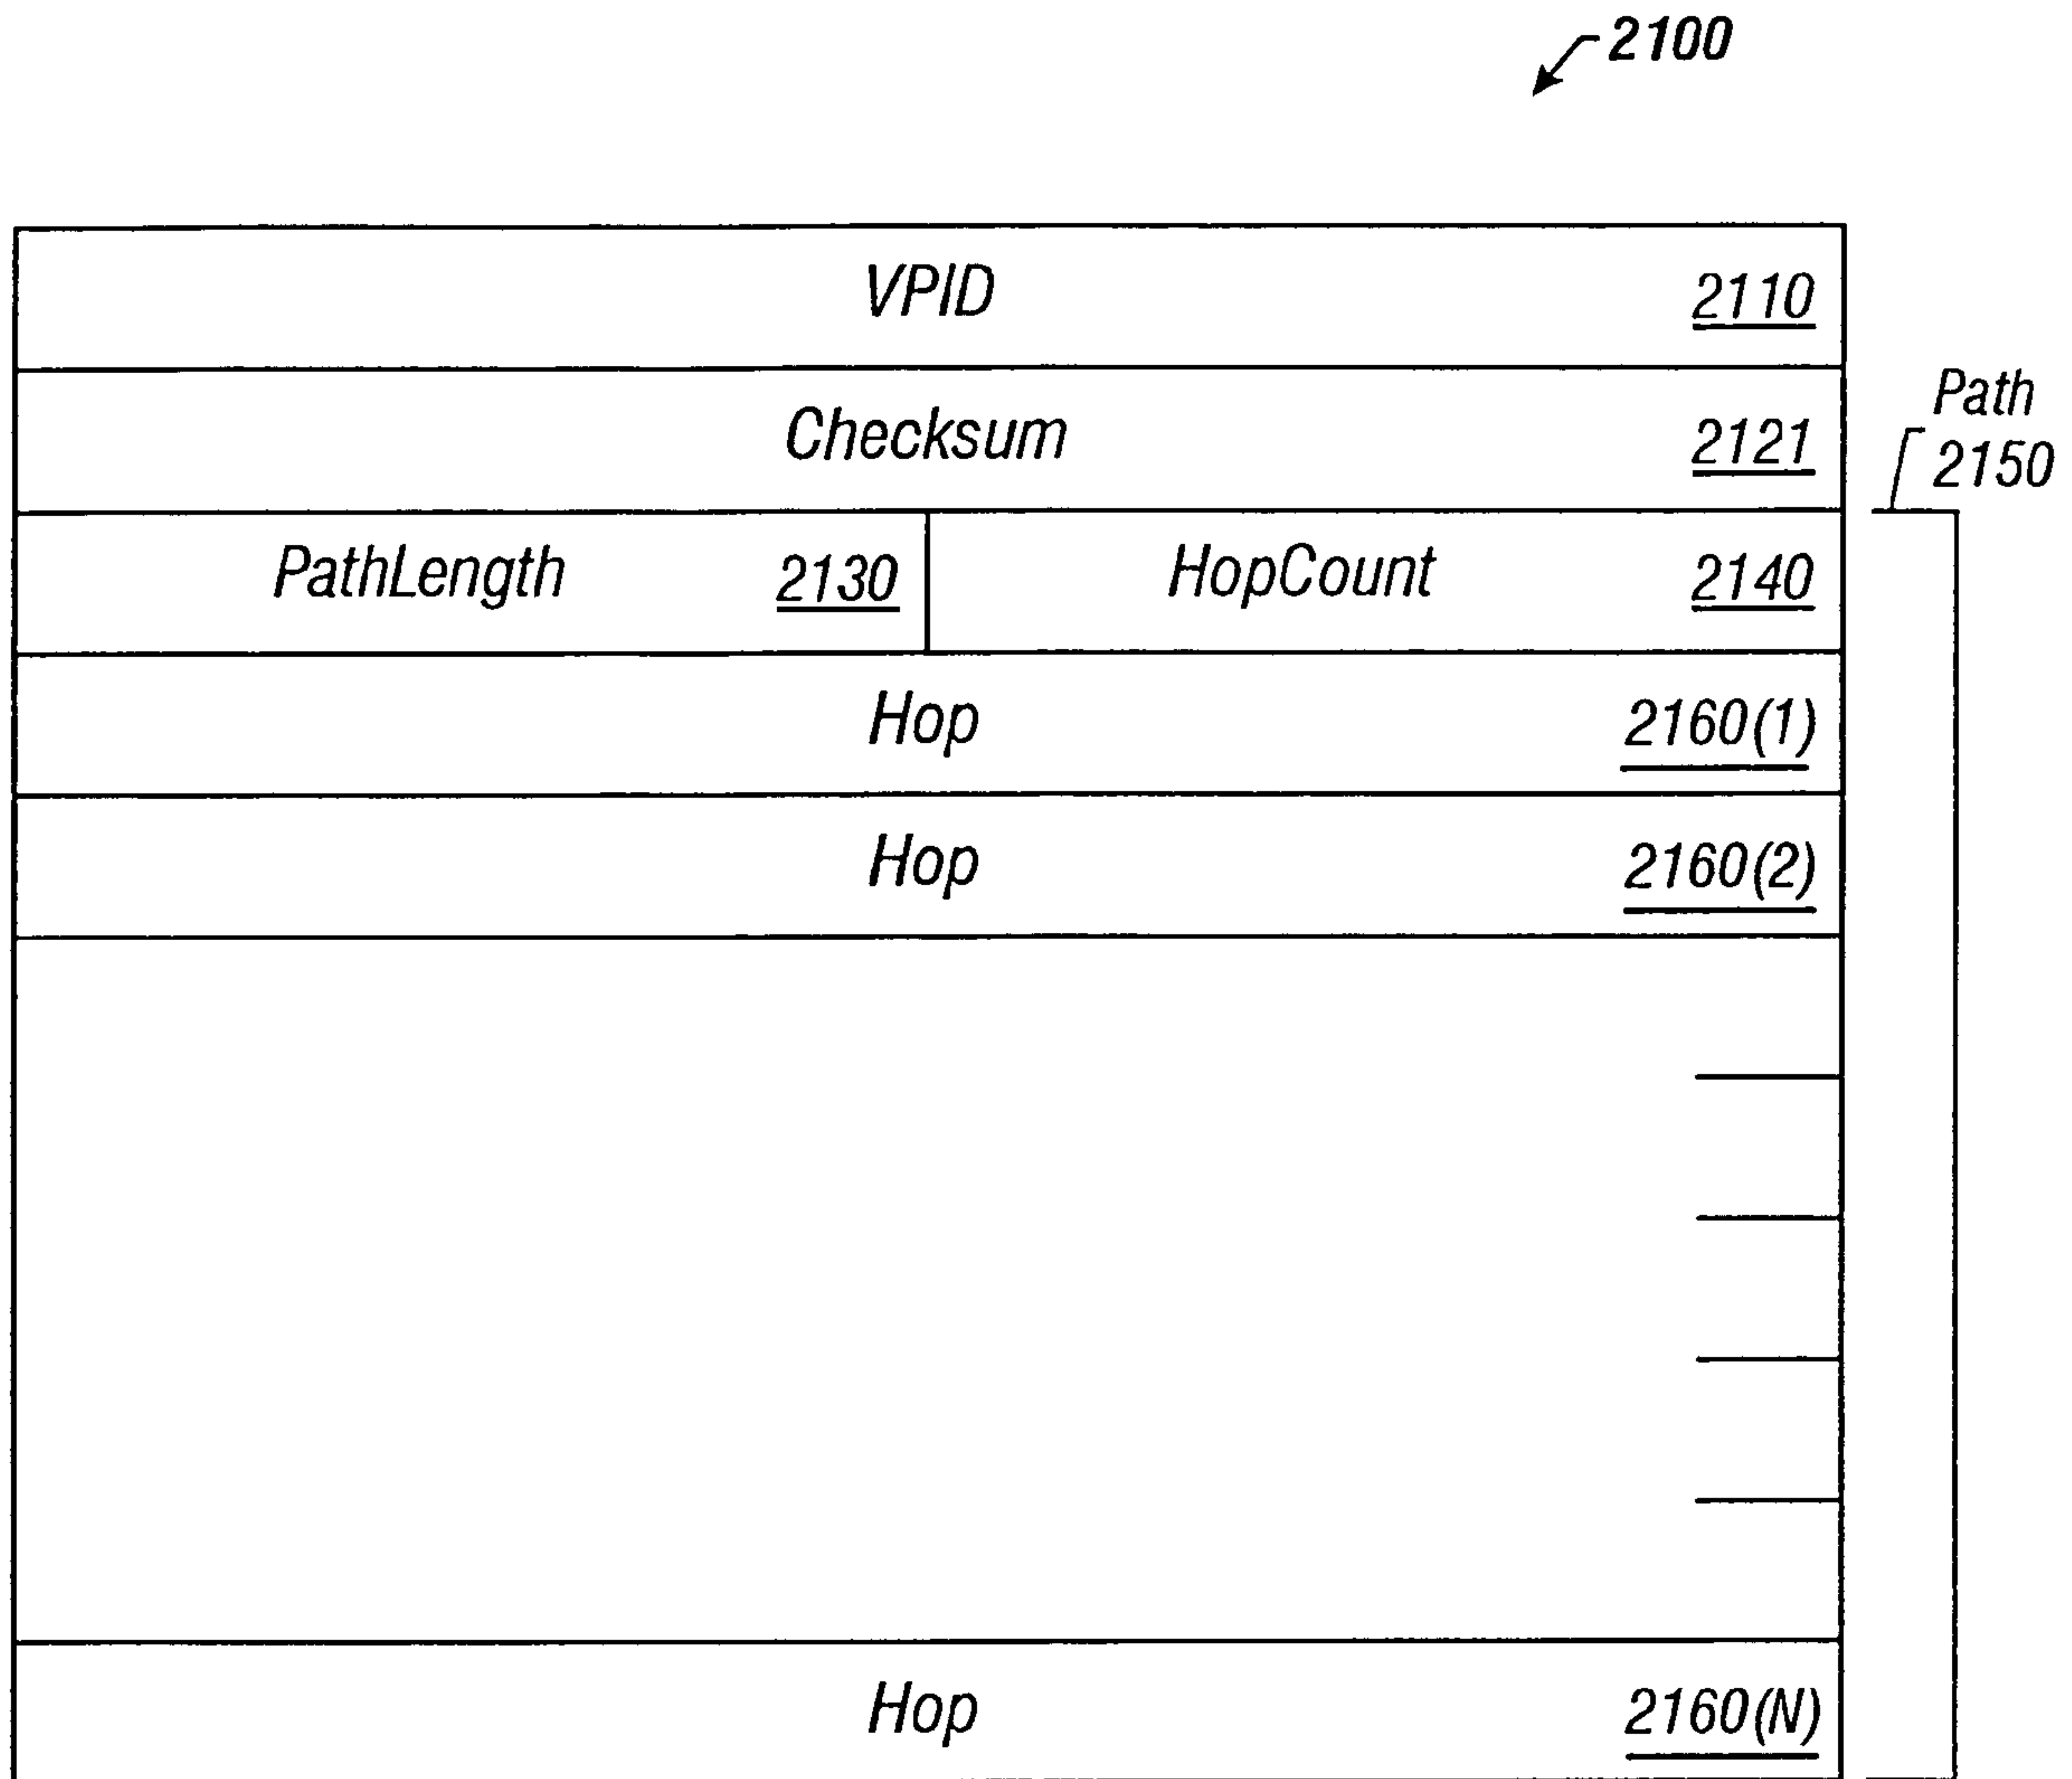 2100
VPID 2110
Checksum 2121
Path
2150
PathLength 2130 HopCount 2140
Hop 2160(1)
Hop 2160(2)
Hop 2160(N)